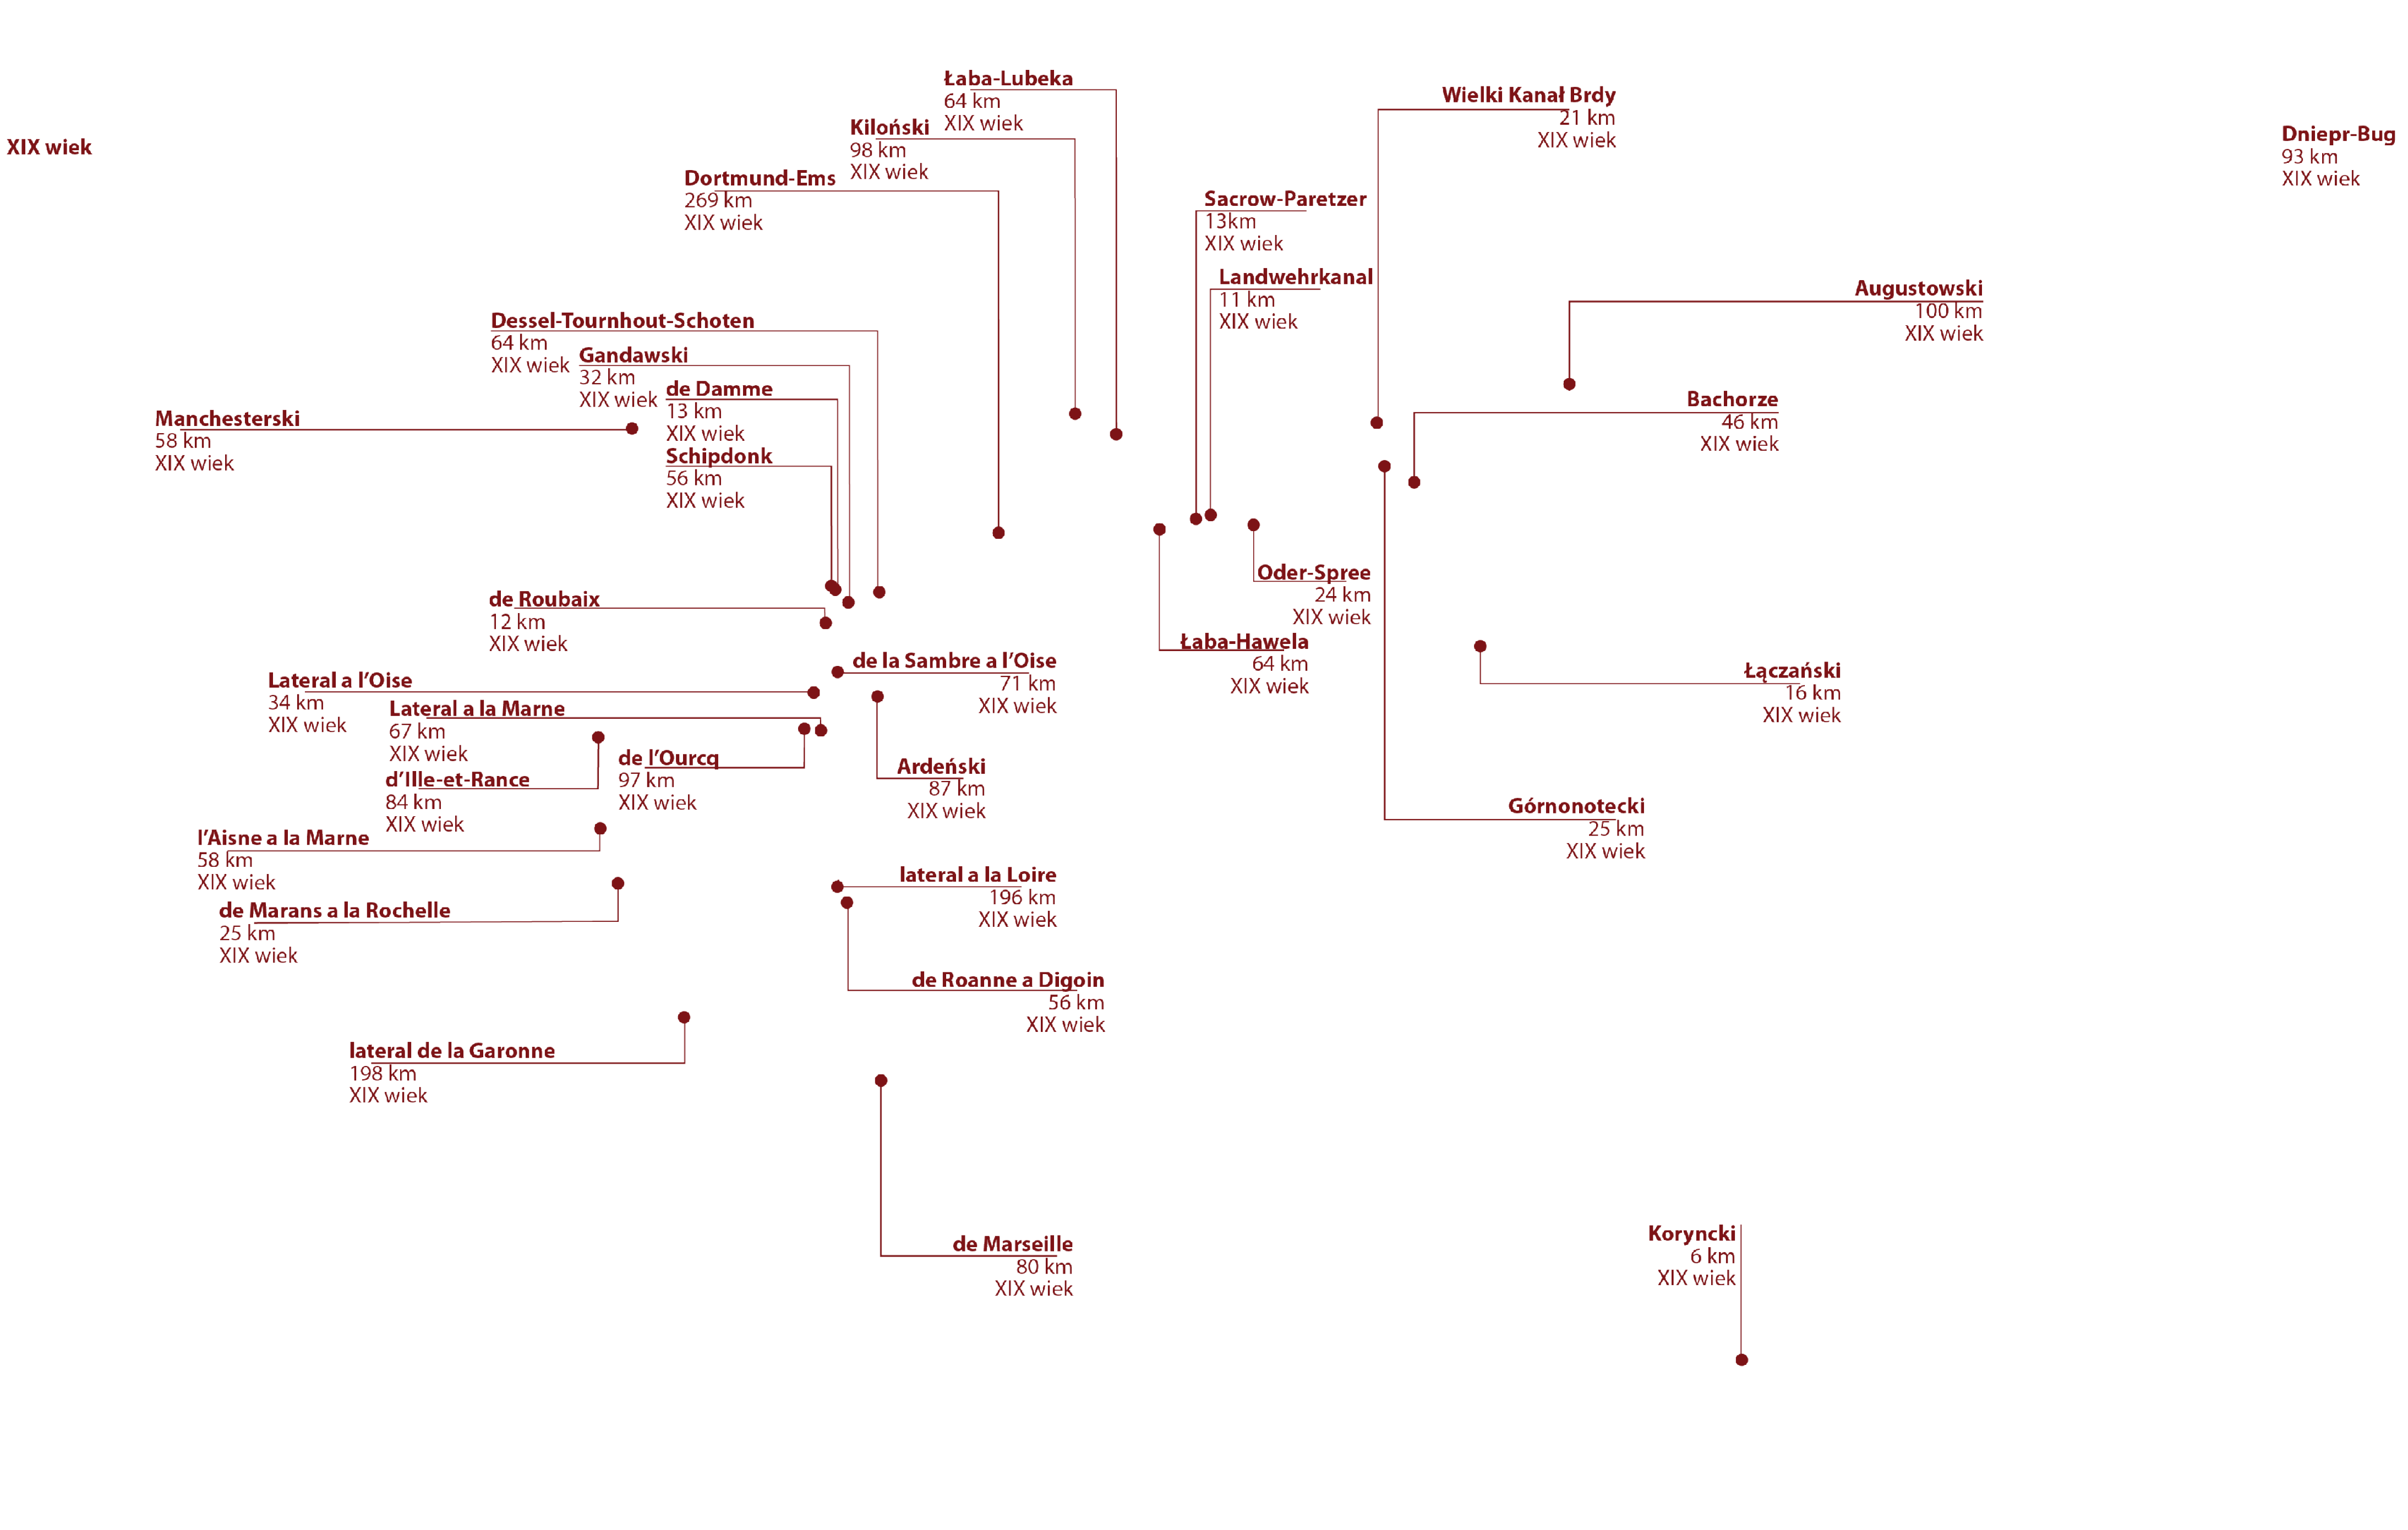 XIX wiek
Łaba-Lubeka
64 km
XIX wiek
Kiloński
98 km
XIX wiek
Dortmund-Ems
269 km
XIX wiek
Wielki Kanał Brdy
21 km
XIX wiek
Dniepr-Bug
93 km
XIX wiek
Sacrow-Paretzer
13km
XIX wiek
Landwehrkanal
11 km
XIX wiek
Augustowski
100 km
XIX wiek
Dessel-Tournhout-Schoten
64 km
XIX wiek
Gandawski
32 km
XIX wiek
de Damme
13 km
XIX wiek
Schipdonk
56 km
XIX wiek
Manchesterski
58 km
XIX wiek
Bachorze
46 km
XIX wiek
Oder-Spree
24 km
XIX wiek
Łaba-Hawela
64 km
XIX wiek
de Roubaix
12 km
XIX wiek
de la Sambre a l’Oise
71 km
XIX wiek
Lateral a l’Oise
34 km
XIX wiek
Lateral a la Marne
67 km
XIX wiek
de l’Ourcq
97 km
XIX wiek
d’Ille-et-Rance
84 km
XIX wiek
Ardeński
87 km
XIX wiek
Łączański
16 km
XIX wiek
Górnonotecki
25 km
XIX wiek
l’Aisne a la Marne
58 km
XIX wiek
de Marans a la Rochelle
25 km
XIX wiek
lateral a la Loire
196 km
XIX wiek
de Roanne a Digoin
56 km
XIX wiek
lateral de la Garonne
198 km
XIX wiek
de Marseille
80 km
XIX wiek
Koryncki
6 km
XIX wiek